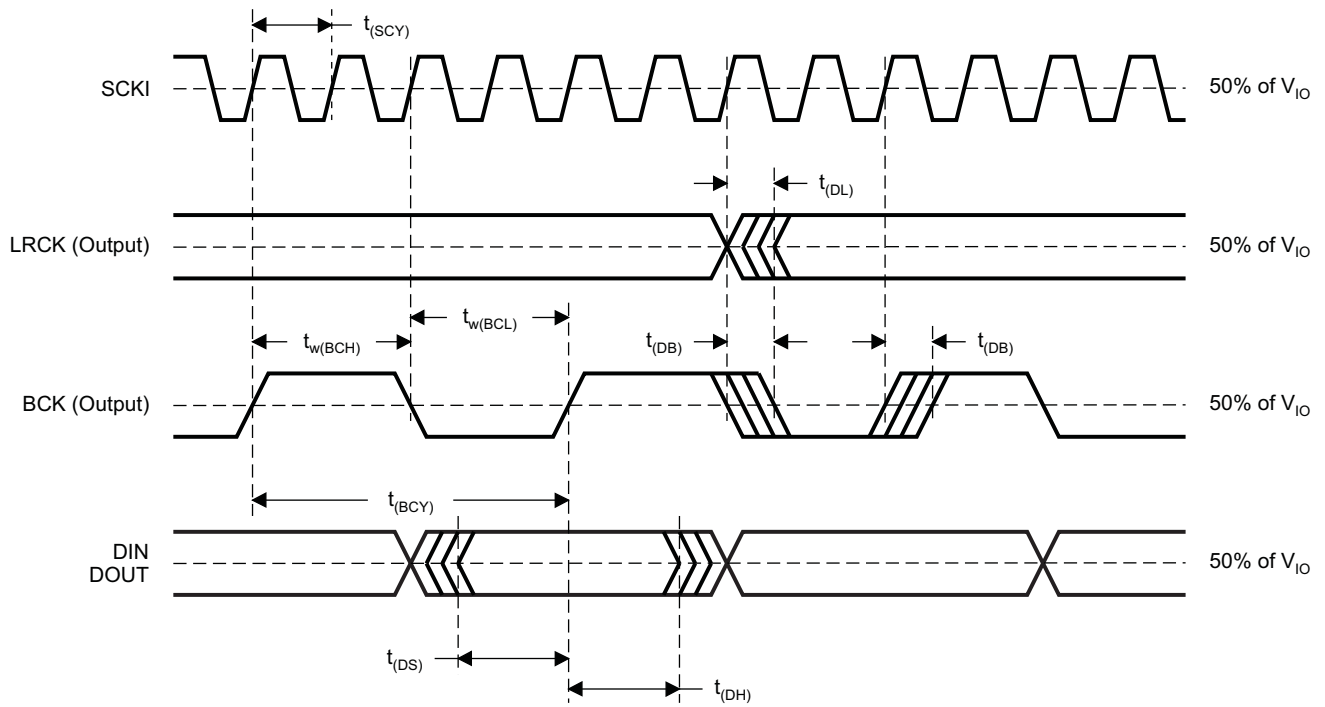 t(SCY)
SCKI
50% of VIO
t(DL)
LRCK (Output)
50% of VIO
tw(BCH)
tw(BCL)
t(DB)
t(DB)
BCK (Output)
50% of VIO
t(BCY)
DIN
DOUT
50% of VIO
t(DS)
t(DH)